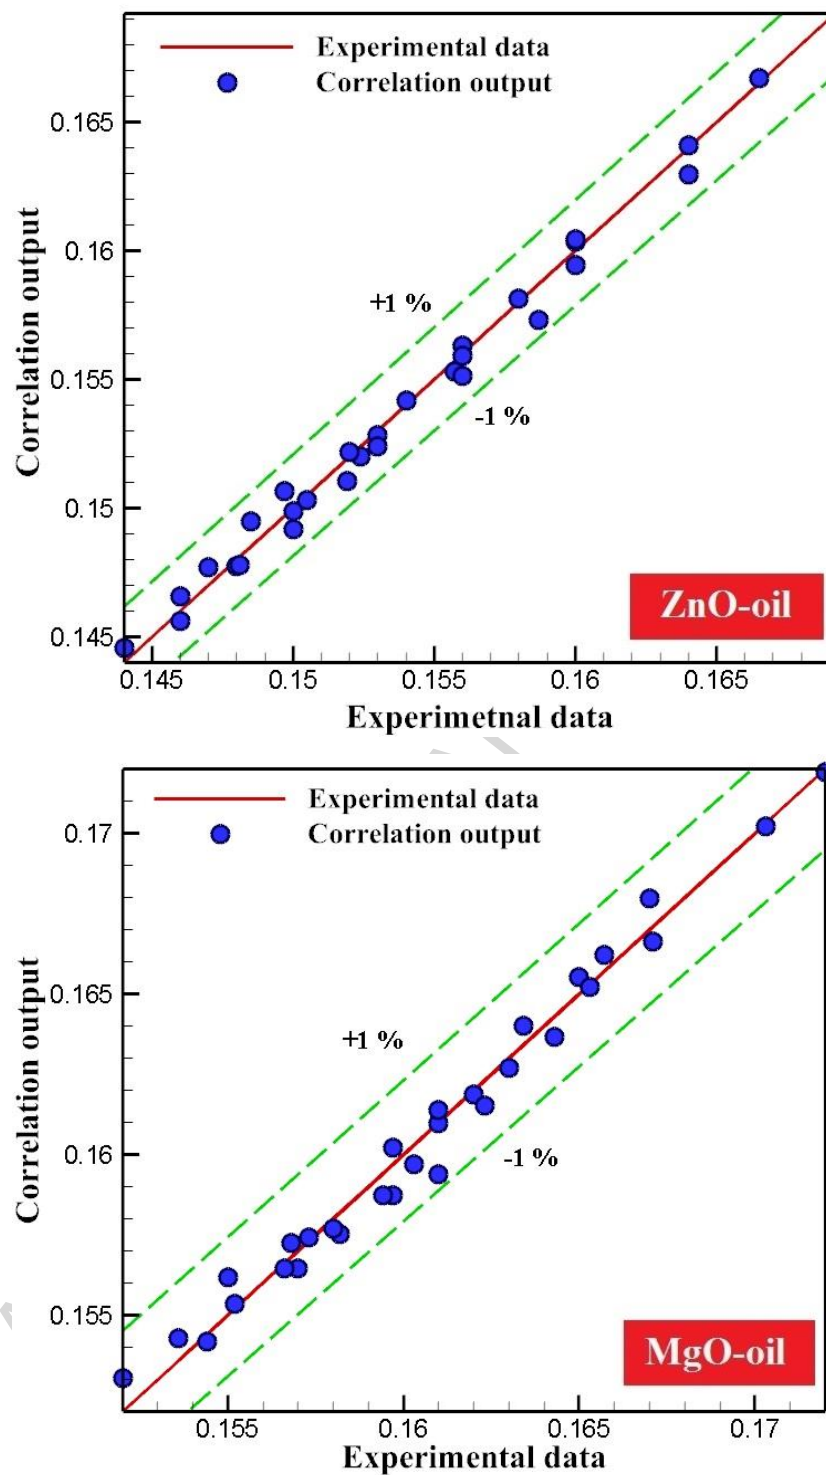 Experimental data
Correlation output
0.165
0.16
0.155
0.15
0.145
Correlation output
+1 %
-1 %
ZnO-oil
0.145 0.15 0.155 0.16 0.165
Experimetnal data
Experimental data
Correlation output
0.17
0.165
0.16
0.155
Correlation output
+1 %
-1 %
MgO-oil
0.155 0.16 0.165 0.17
Experimental data